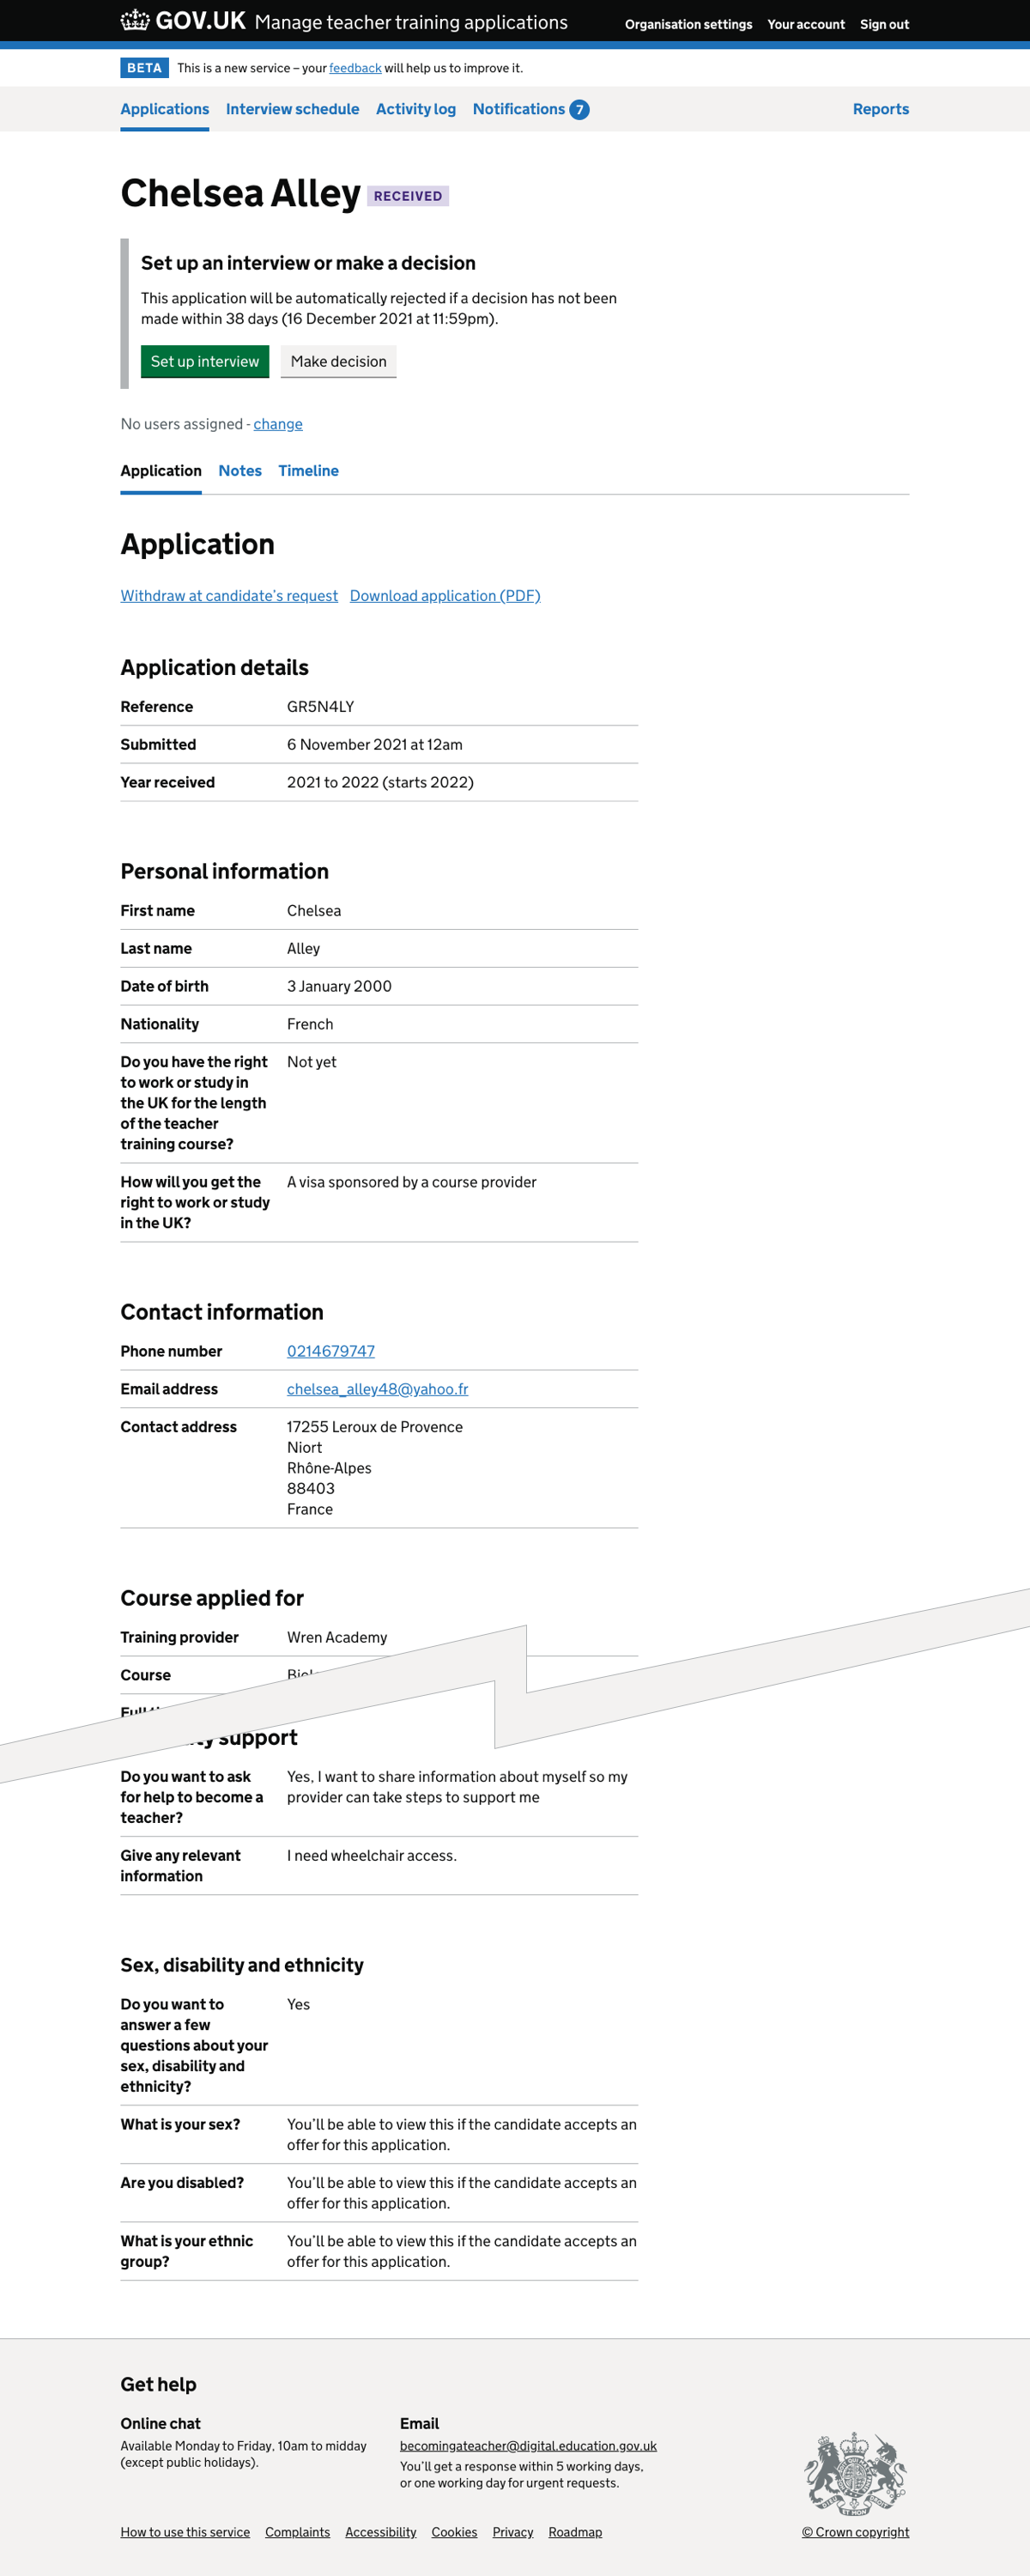 GOV.UK Manage teacher training applications Organisation settings Your account Sign out
BETA This is a new service – your feedback will help us to improve it.
Applications Interview schedule Activity log Notifications 7 Reports
Chelsea Alley RECEIVED
Set up an interview or make a decision
This application will be automatically rejected if a decision has not been
made within 38 days (16 December 2021 at 11:59pm).
Set up interview Make decision
No users assigned - change
Application Notes Timeline
Application
Withdraw at candidate’s request Download application (PDF)
Application details
Reference GR5N4LY
Submitted 6 November 2021 at 12am
Year received 2021 to 2022 (starts 2022)
Personal information
First name Chelsea
Last name Alley
Date of birth 3 January 2000
Nationality French
Do you have the right Not yet
to work or study in
the UK for the length
of the teacher
training course?
How will you get the A visa sponsored by a course provider
right to work or study
in the UK?
Contact information
Phone number 0214679747
Email address chelsea_alley48@yahoo.fr
Contact address 17255 Leroux de Provence
Niort
Rhône-Alpes
88403
France
Course applied for
Training provider Wren Academy
Course
support
Do you want to ask Yes, I want to share information about myself so my
for help to become a provider can take steps to support me
teacher?
Give any relevant I need wheelchair access.
information
Sex, disability and ethnicity
Do you want to Yes
answer a few
questions about your
sex, disability and
ethnicity?
What is your sex? You’ll be able to view this if the candidate accepts an
offer for this application.
Are you disabled? You’ll be able to view this if the candidate accepts an
offer for this application.
What is your ethnic You’ll be able to view this if the candidate accepts an
group? offer for this application.
Get help
Online chat Email
Available Monday to Friday, 10am to midday becomingateacher@digital.education.gov.uk
(except public holidays). You’ll get a response within 5 working days,
or one working day for urgent requests.
How to use this service Complaints Accessibility Cookies Privacy Roadmap © Crown copyright